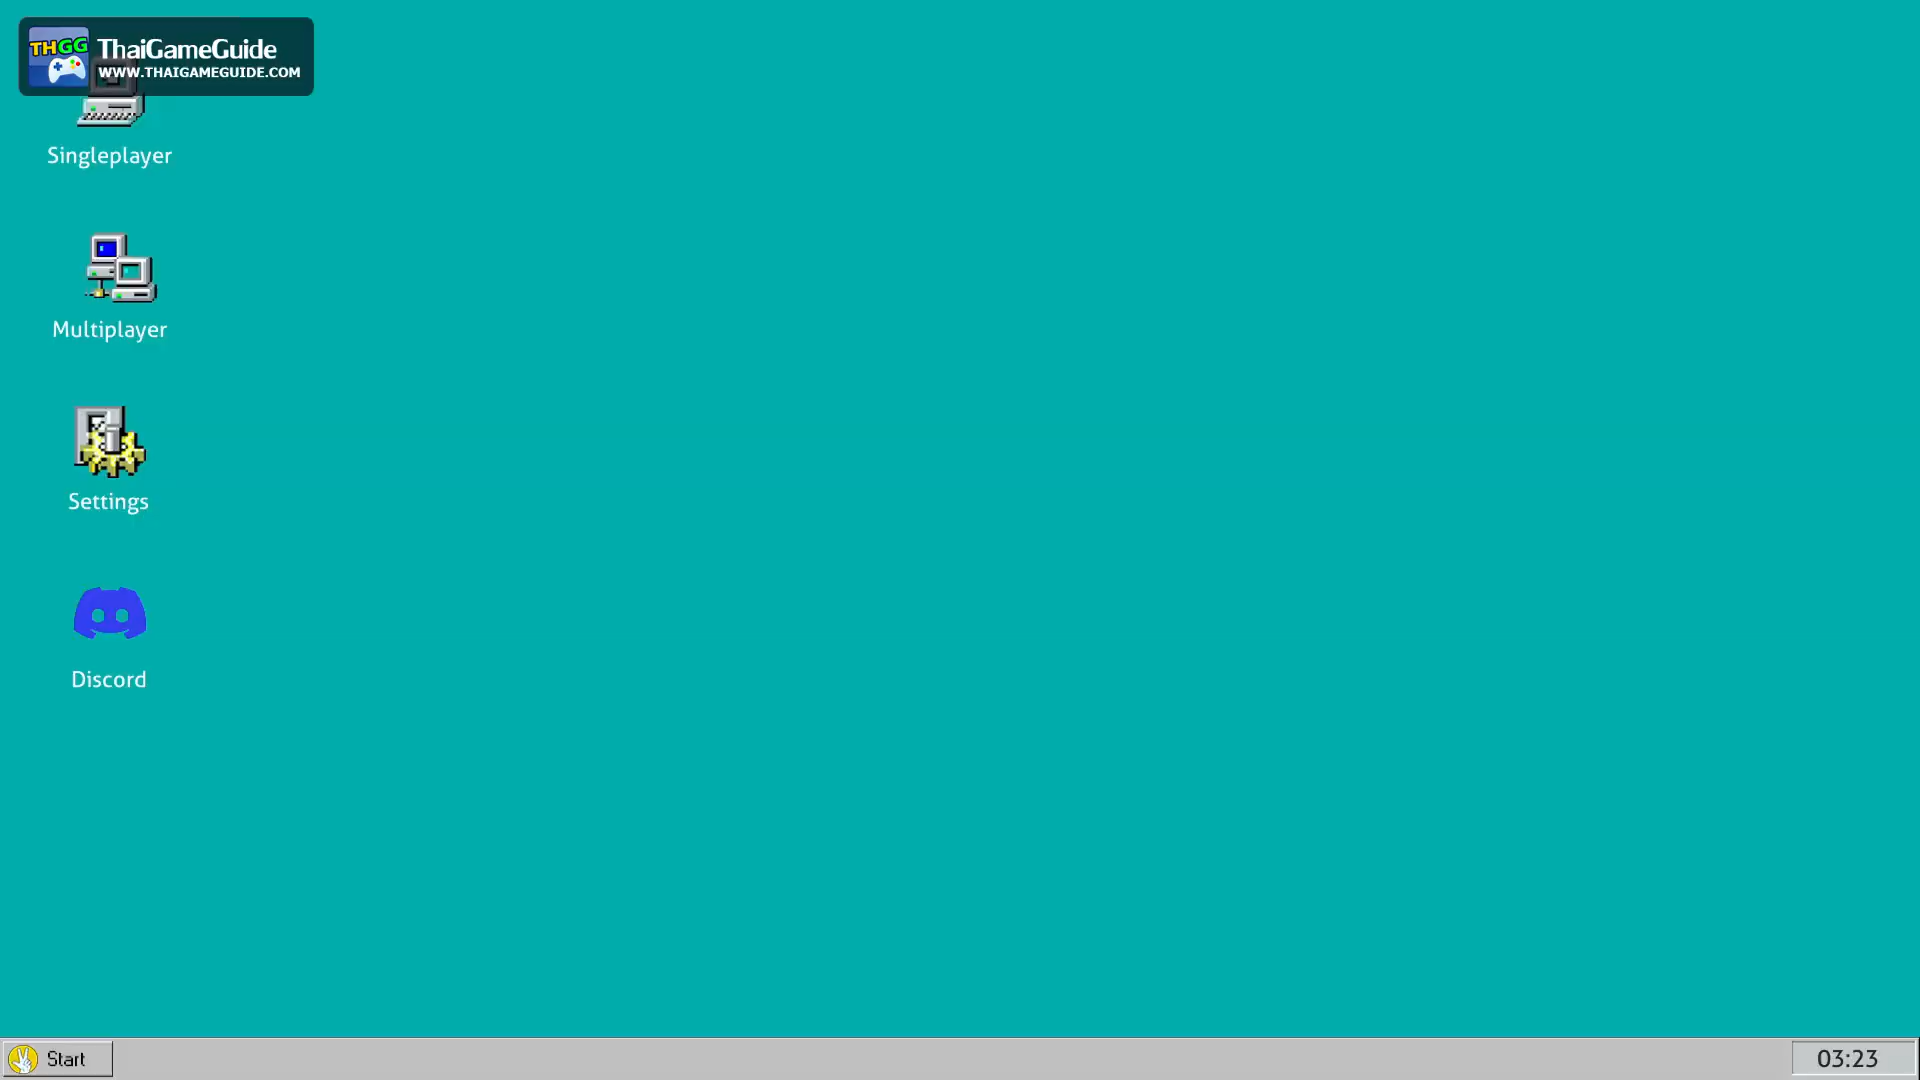 THGG
ThaiGameGuide
WWW.THAIGAMEGUIDE.COM
Singleplayer
Multiplayer
Settings
Discord
Start
03:23